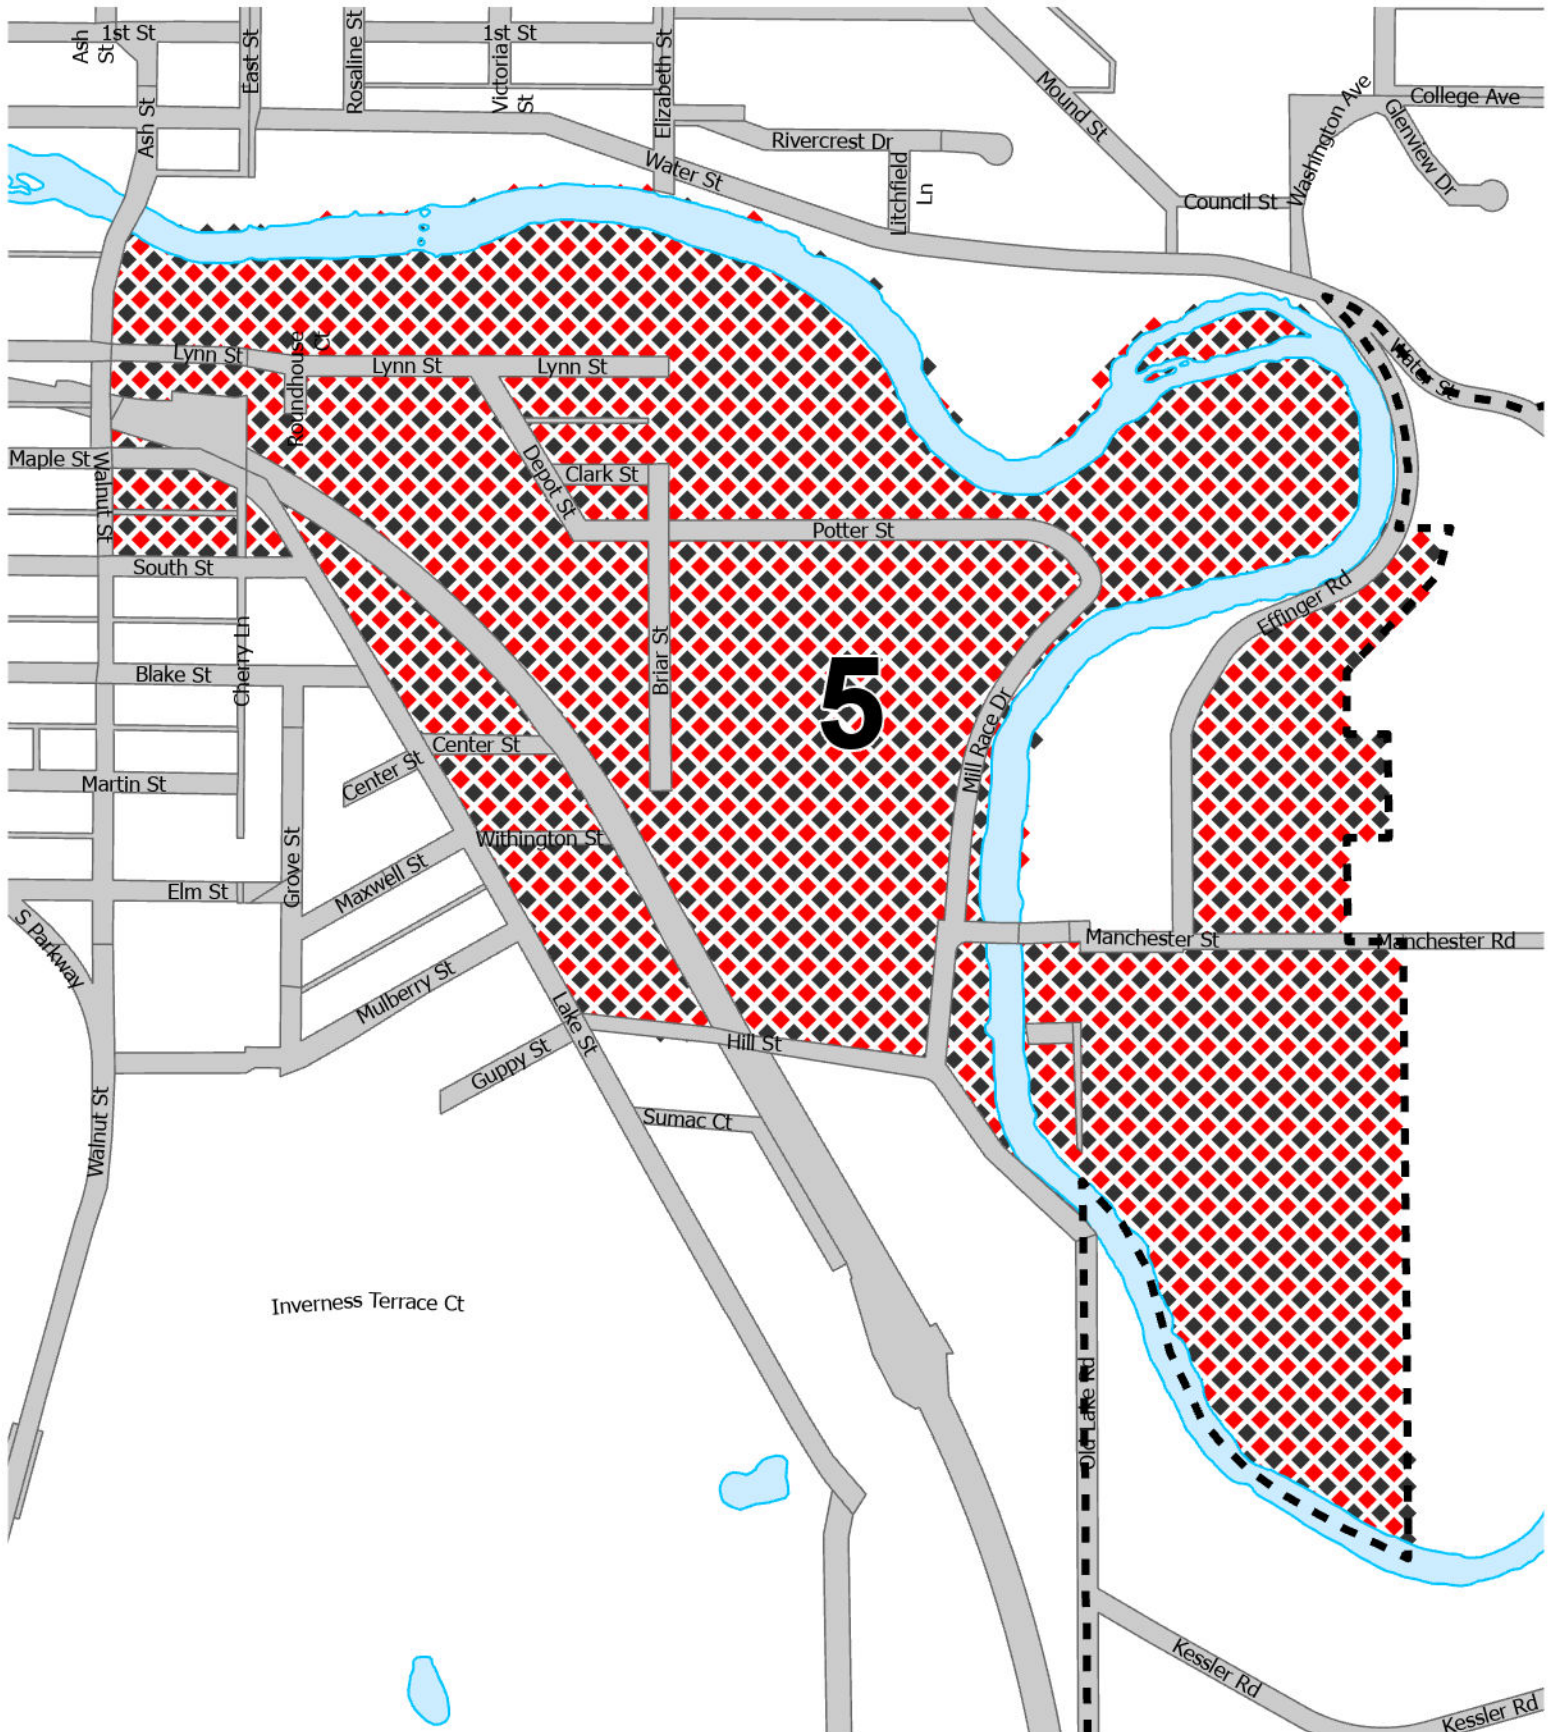 1st St
1st St
Ash
St
East St
Rosaline St
Victoria
St
Elizabeth St
Mound St
Washington Ave
College Ave
Glenview Dr
Ash St
Rivercrest Dr
Water St
Litchfield
Ln
Council St
Lynn St
Roundhouse
Ct
Lynn St
Lynn St
Water St
Maple St
Walnut St
Depot St
Clark St
Potter St
South St
Effinger Rd
Cherry Ln
Blake St
Briar St
5
Mill Race Dr
Center St
Center St
Martin St
Withington St
Grove St
Maxwell St
Elm St
S Parkway
Manchester St
Manchester Rd
Mulberry St
Lake St
Hill St
Guppy St
Walnut St
Sumac Ct
Inverness Terrace Ct
Old Lake Rd
Kessler Rd
Kessler Rd